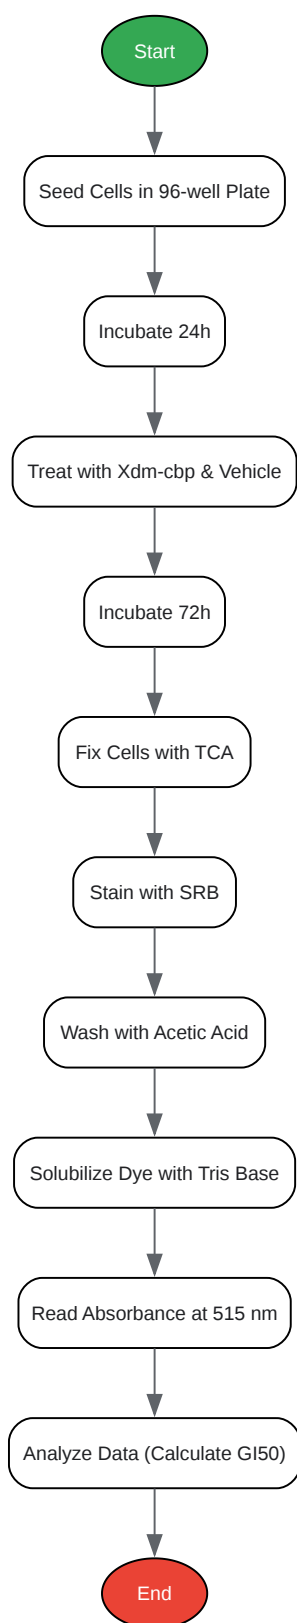 Start
Seed Cells in 96-well Plate
Incubate 24h
Treat with Xdm-cbp & Vehicle
Incubate 72h
Fix Cells with TCA
Stain with SRB
Wash with Acetic Acid
Solubilize Dye with Tris Base
Read Absorbance at 515 nm
Analyze Data (Calculate GI50)
End